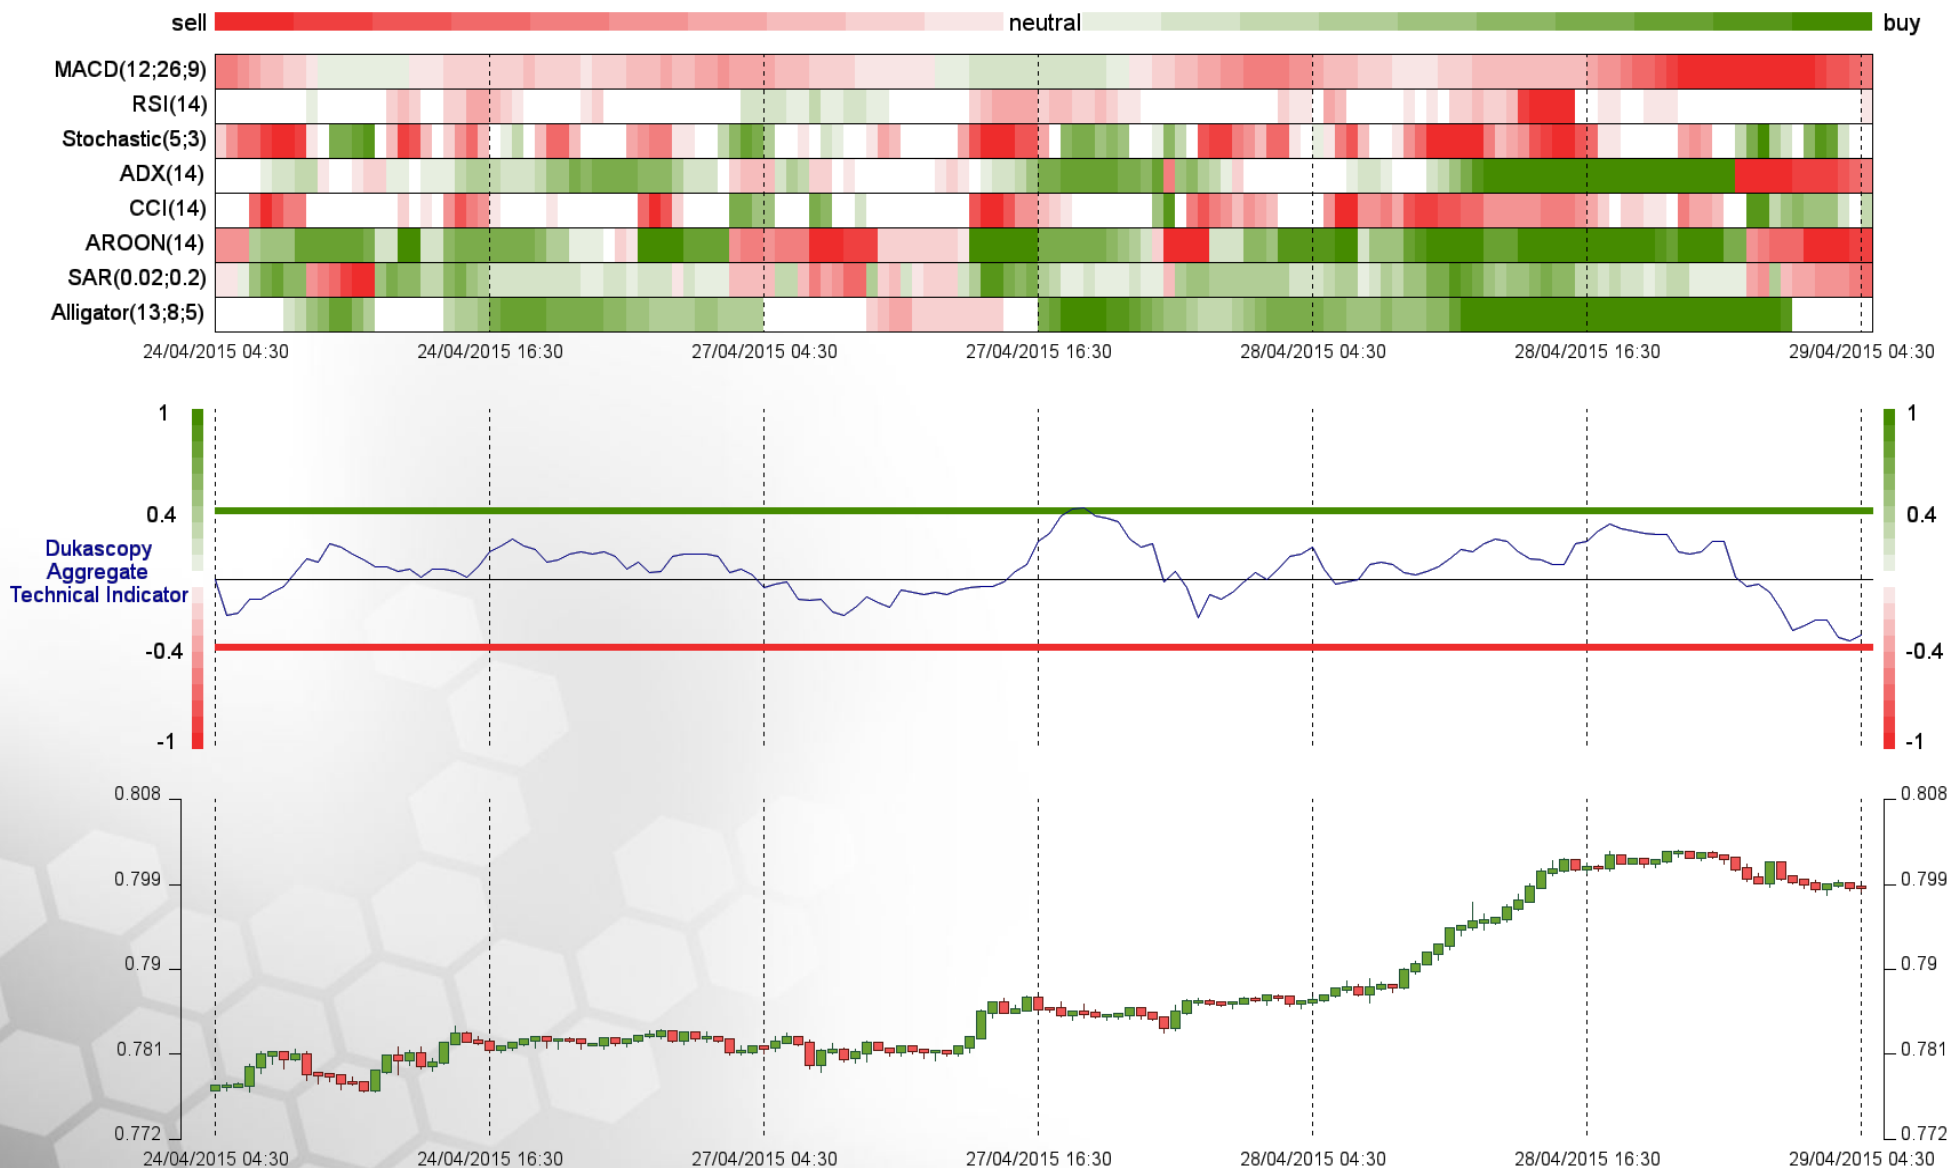 sell neutral buy
MACD(12;26;9)
RSI(14)
Stochastic(5;3)
ADX(14)
CCI(14)
AROON(14)
SAR(0.02;0.2)
Alligator(13;8;5)
24/04/2015 04:30 24/04/2015 16:30 27/04/2015 04:30 27/04/2015 16:30 28/04/2015 04:30 28/04/2015 16:30 29/04/2015 04:30
1 1
0.4 0.4
Dukascopy
Aggregate
Technical Indicator
-0.4 -0.4
-1 -1
0.808 0.808
0.799 0.799
0.79 0.79
0.781 0.781
0.772 0.772
24/04/2015 04:30 24/04/2015 16:30 27/04/2015 04:30 27/04/2015 16:30 28/04/2015 04:30 28/04/2015 16:30 29/04/2015 04:30